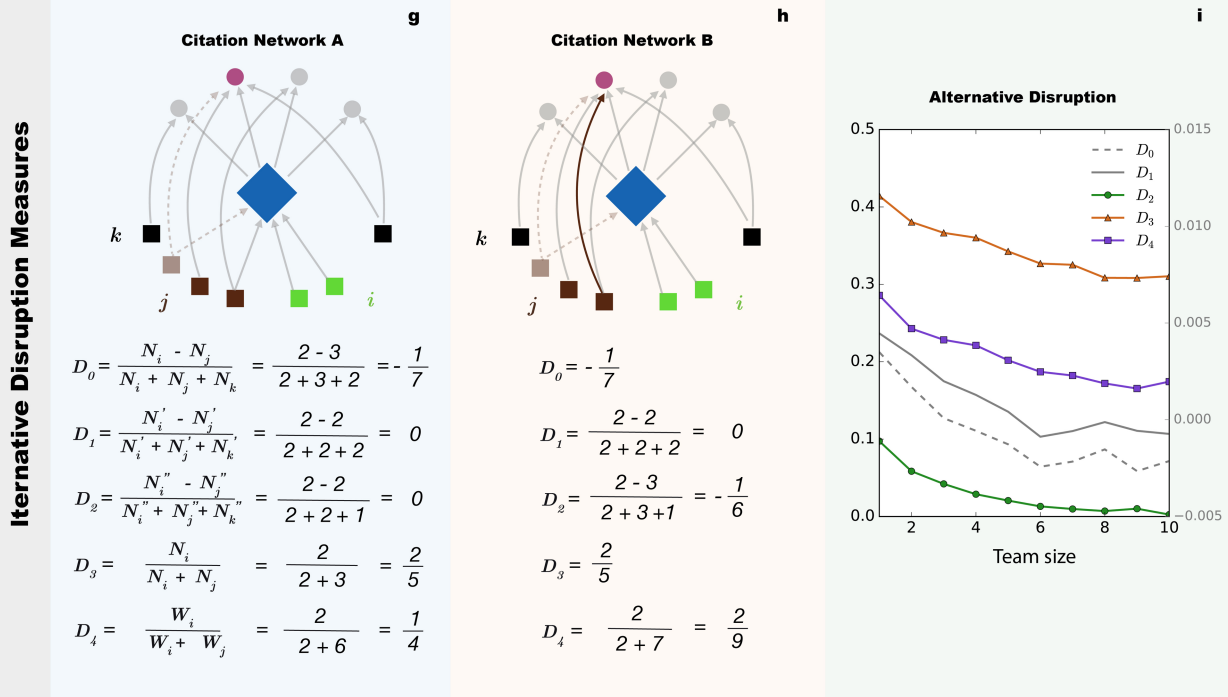 Iternative Disruption Measures
g
Citation Network A
k
j
i
D0 = Ni - Nj / Ni + Nj + Nk = 2 - 3 / 2 + 3 + 2 = - 1 / 7
D1 = Ni' - Nj' / Ni' + Nj' + Nk' = 2 - 2 / 2 + 2 + 2 = 0
D2 = Ni" - Nj" / Ni" + Nj" + Nk" = 2 - 2 / 2 + 2 + 1 = 0
D3 = Ni / Ni + Nj = 2 / 2 + 3 = 2 / 5
D4 = Wi / Wi + Wj = 2 / 2 + 6 = 1 / 4
h
Citation Network B
k
j
i
D0 = - 1 / 7
D1 = 2 - 2 / 2 + 2 + 2 = 0
D2 = 2 - 3 / 2 + 3 + 1 = - 1 / 6
D3 = 2 / 5
D4 = 2 / 2 + 7 = 2 / 9
i
Alternative Disruption
0.5
0.4
0.3
0.2
0.1
0.0
0.015
0.010
0.005
0.000
−0.005
D0
D1
D2
D3
D4
2 4 6 8 10
Team size